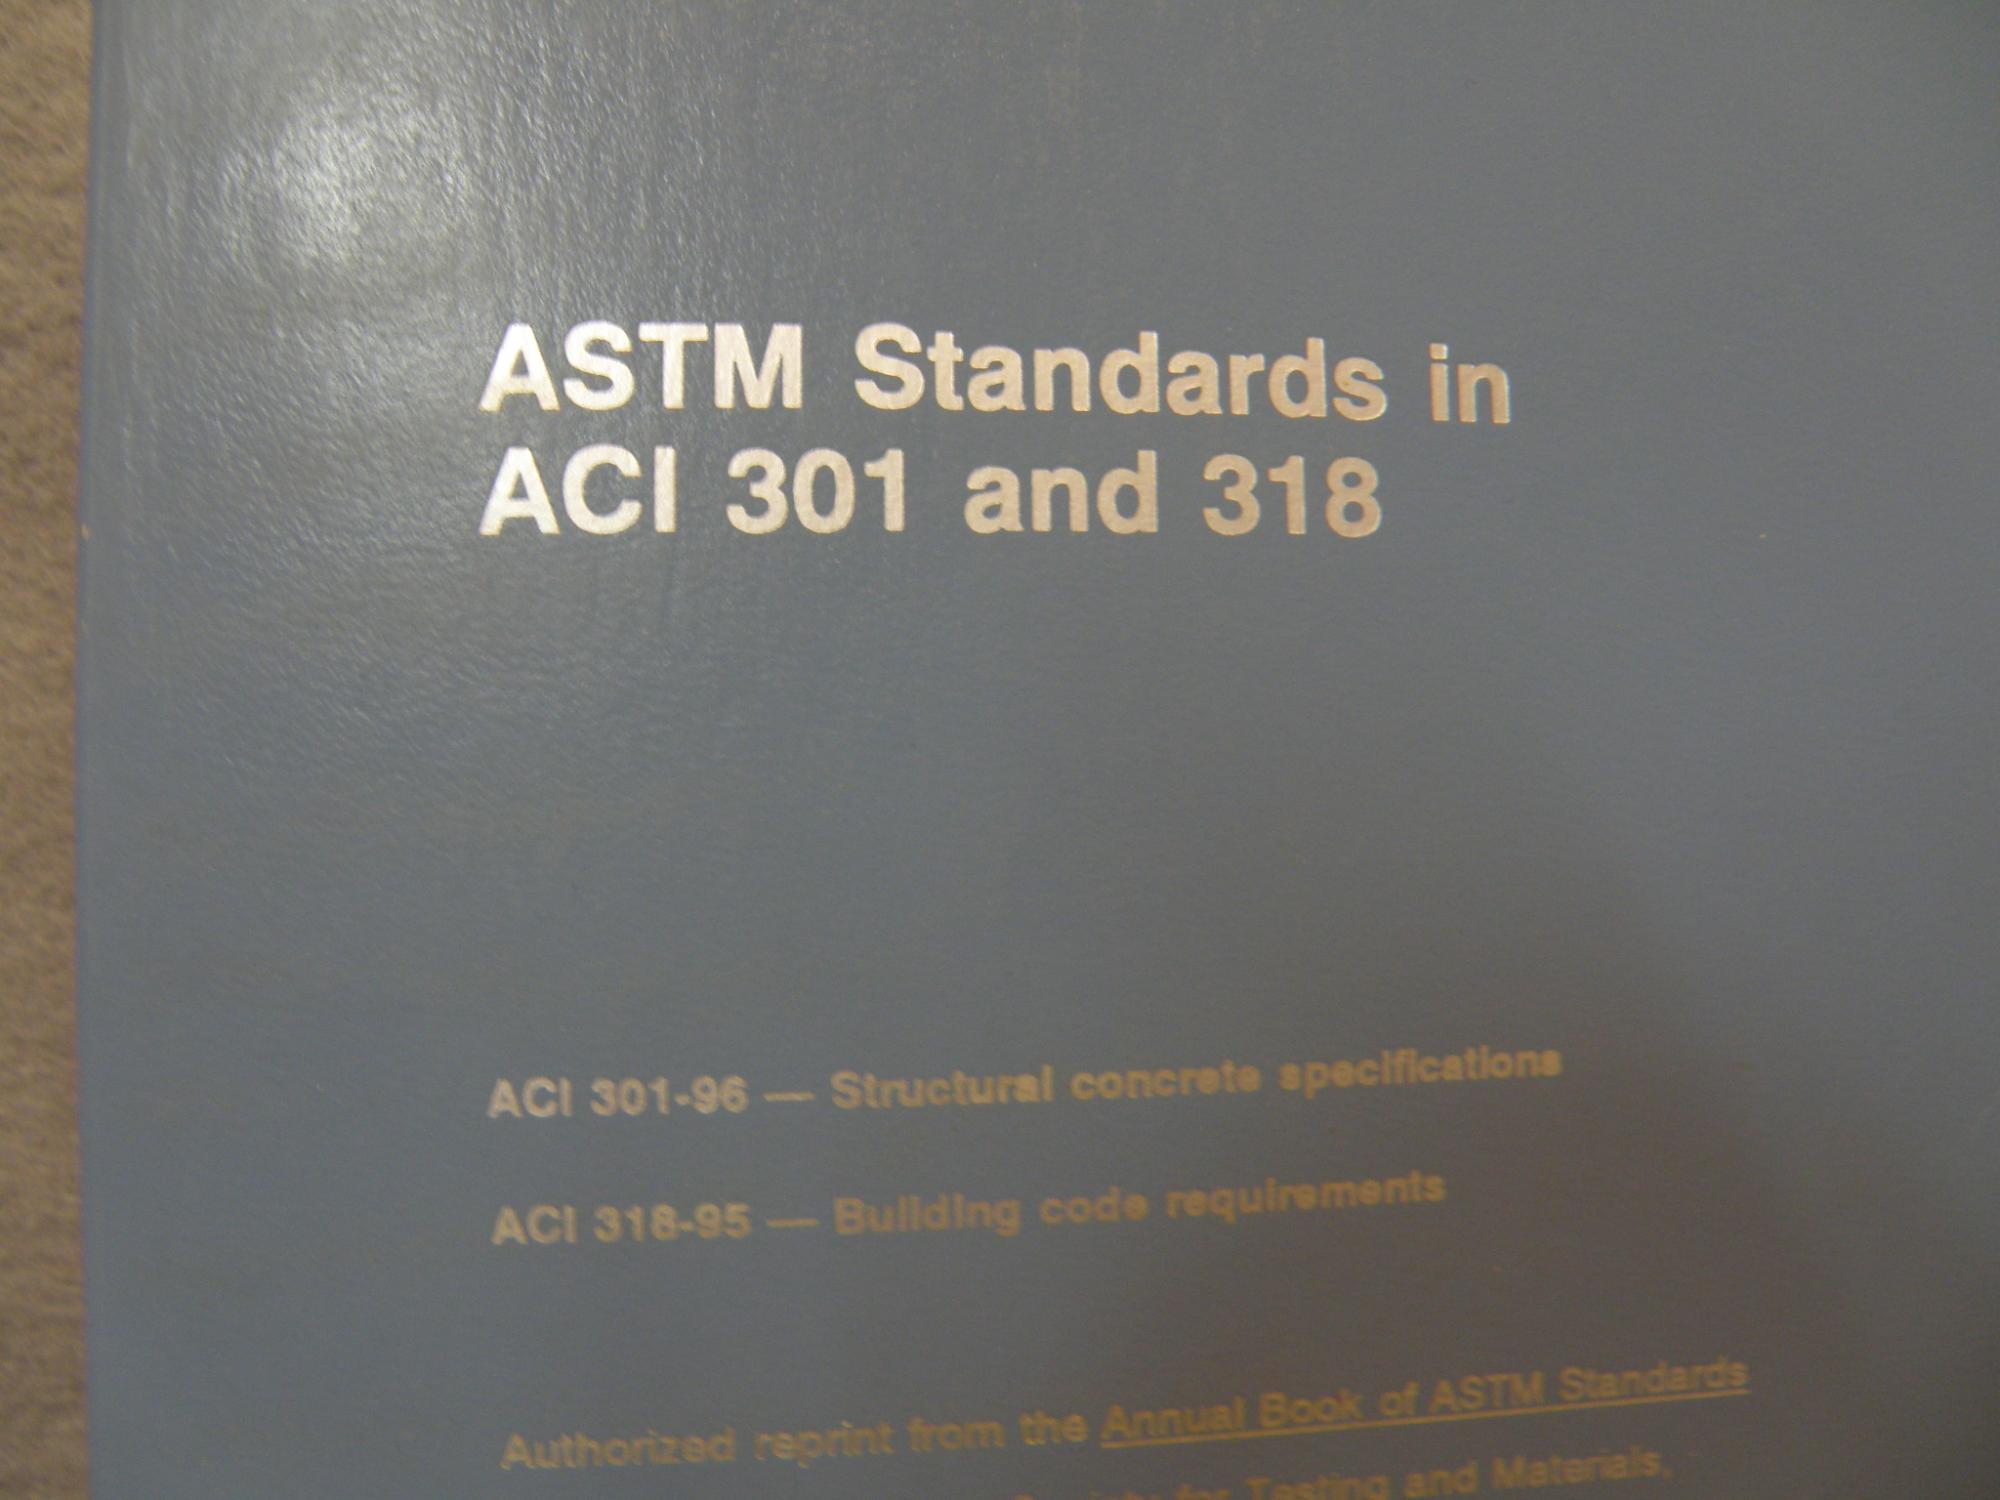 ASTM Standards in
ACI 301 and 318
ACI 301-96 — Structural concrete specifications
ACI 318-95 — Building code requirements
Authorized reprint from the Annual Book of ASTM Standards
Society for Testing and Materials,